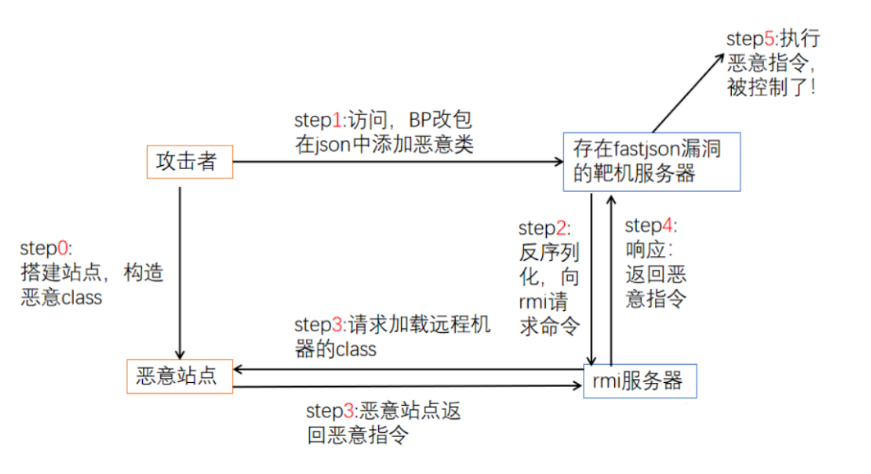 step5:执行
恶意指令，
被控制了！
step1:访问，BP改包
在json中添加恶意类
攻击者
存在fastjson漏洞
的靶机服务器
step0:
搭建站点，构造
恶意class
step2:
反序列
化，向
rmi请
求命令
step4:
响应：
返回恶
意指令
step3:请求加载远程机
器的class
恶意站点
rmi服务器
step3:恶意站点返
回恶意指令